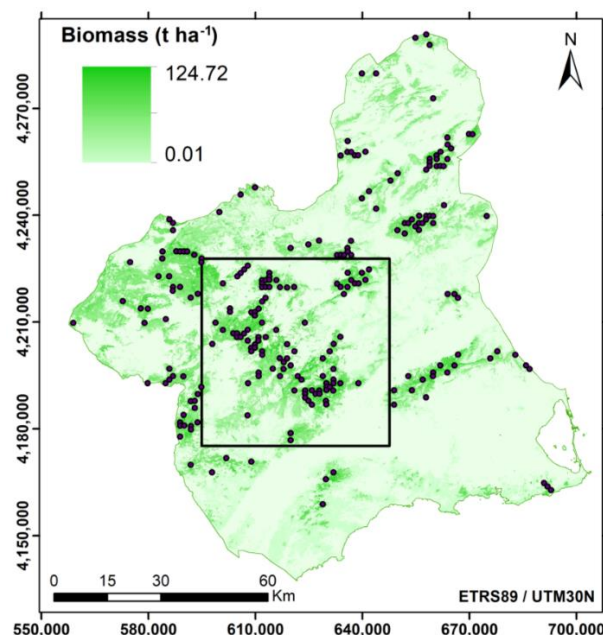 Biomass (t ha⁻¹)
124.72
0.01
N
4,270,000
4,240,000
4,210,000
4,180,000
4,150,000
0 15 30 60
Km
ETRS89 / UTM30N
550.000 580,000 610,000 640,000 670,000 700,000